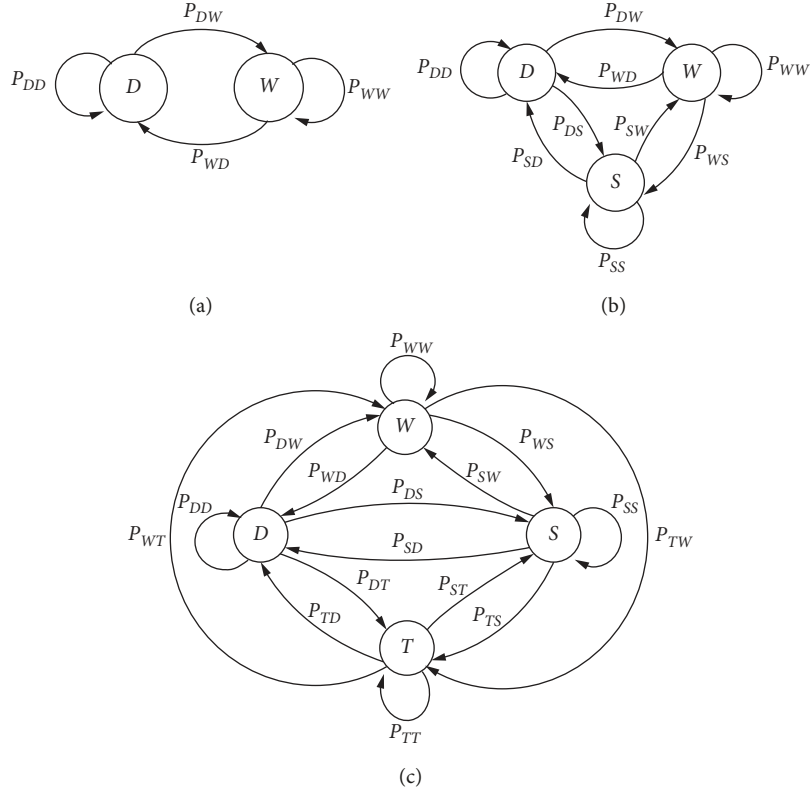 P_DW
P_DD
D
W
P_WW
P_WD
(a)
P_DW
P_DD
D
P_WD
W
P_WW
P_DS
P_SW
P_SD
P_WS
S
P_SS
(b)
P_WW
W
P_DW
P_WS
P_WD
P_SW
P_DD
P_DS
P_SS
P_WT
D
S
P_TW
P_SD
P_DT
P_ST
P_TD
P_TS
T
P_TT
(c)